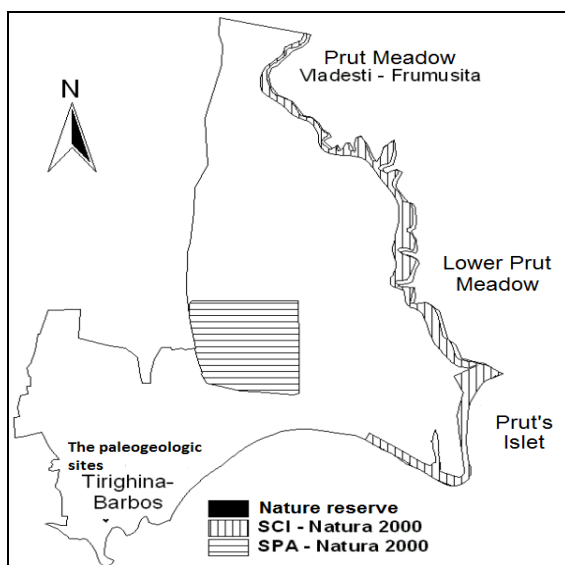 N
Prut Meadow
Vladesti - Frumusita
Lower Prut
Meadow
Prut's
Islet
The paleogeologic
sites
Tirighina-
Barbos
Nature reserve
SCI - Natura 2000
SPA - Natura 2000